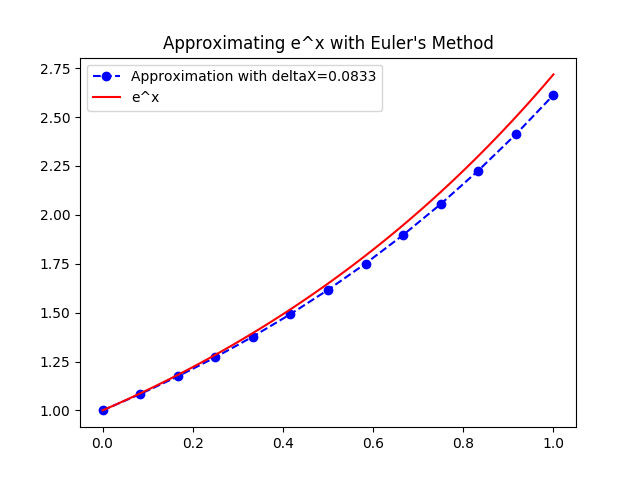 Approximating e^x with Euler's Method
Approximation with deltaX=0.0833
e^x
2.75
2.50
2.25
2.00
1.75
1.50
1.25
1.00
0.0 0.2 0.4 0.6 0.8 1.0